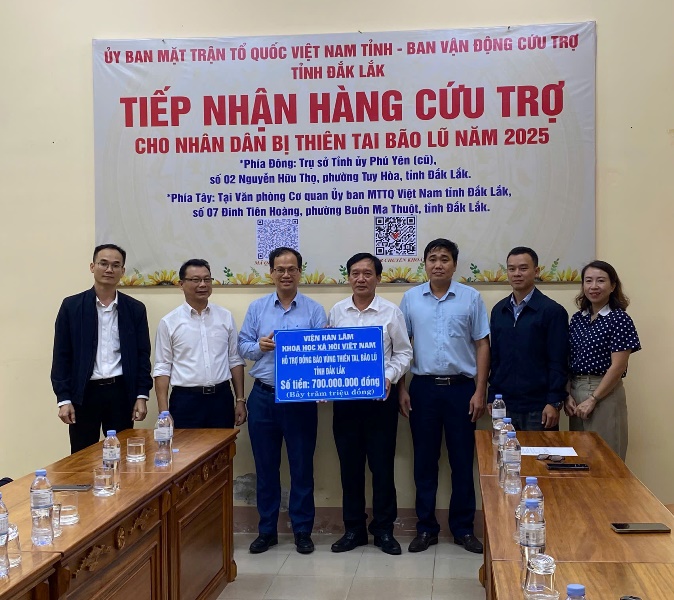 ỦY BAN MẶT TRẬN TỔ QUỐC VIỆT NAM TỈNH - BAN VẬN ĐỘNG CỨU TRỢ
TỈNH ĐẮK LẮK
TIẾP NHẬN HÀNG CỨU TRỢ
CHO NHÂN DÂN BỊ THIÊN TAI BÃO LŨ NĂM 2025
*Phía Đông: Trụ sở Tỉnh ủy Phú Yên (cũ),
số 02 Nguyễn Hữu Thọ, phường Tuy Hòa, tỉnh Đắk Lắk.
*Phía Tây: Tại Văn phòng Cơ quan Ủy ban MTTQ Việt Nam tỉnh Đắk Lắk,
số 07 Đinh Tiên Hoàng, phường Buôn Ma Thuột, tỉnh Đắk Lắk.
MÃ Q
CHUYỂN KHO
VIỆN HÀN LÂM
KHOA HỌC XÃ HỘI VIỆT NAM
HỖ TRỢ ĐỒNG BÀO VÙNG THIÊN TAI, BÃO LŨ
TỈNH ĐẮK LẮK
Số tiền: 700.000.000 đồng
(Bảy trăm triệu đồng)